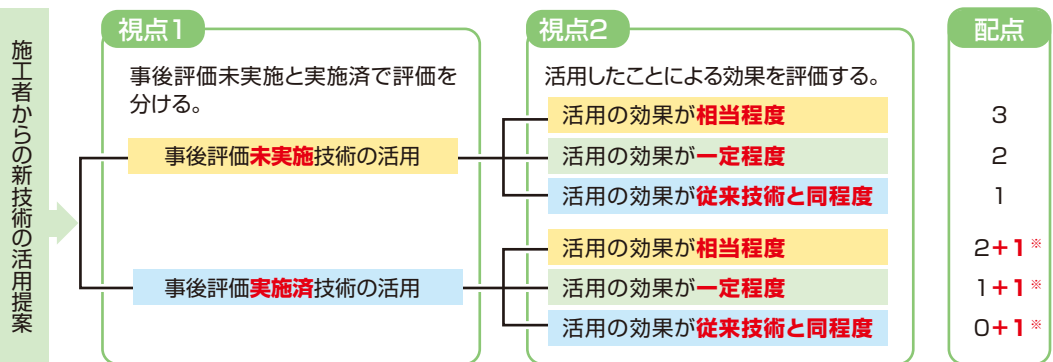 施工者からの新技術の活用提案
視点1
事後評価未実施と実施済で評価を
分ける。
事後評価未実施技術の活用
事後評価実施済技術の活用
視点2
活用したことによる効果を評価する。
活用の効果が相当程度
活用の効果が一定程度
活用の効果が従来技術と同程度
活用の効果が相当程度
活用の効果が一定程度
活用の効果が従来技術と同程度
配点
3
2
1
2+1※
1+1※
0+1※